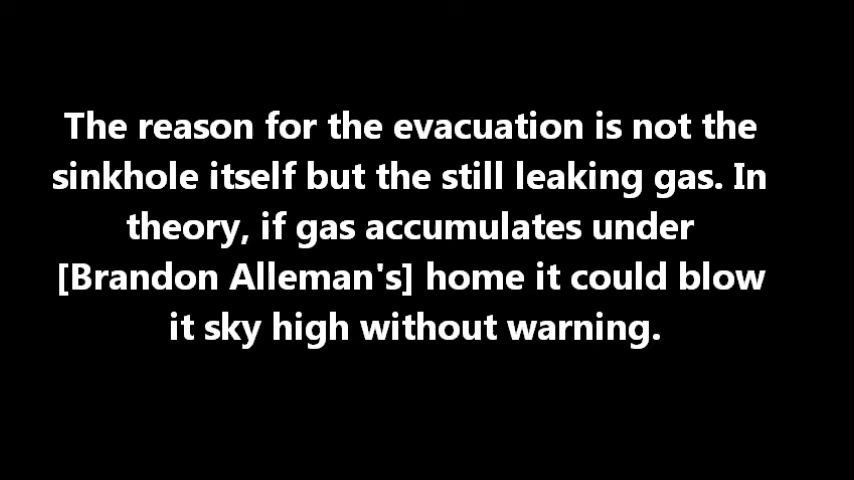 The reason for the evacuation is not the
sinkhole itself but the still leaking gas. In
theory, if gas accumulates under
[Brandon Alleman's] home it could blow
it sky high without warning.